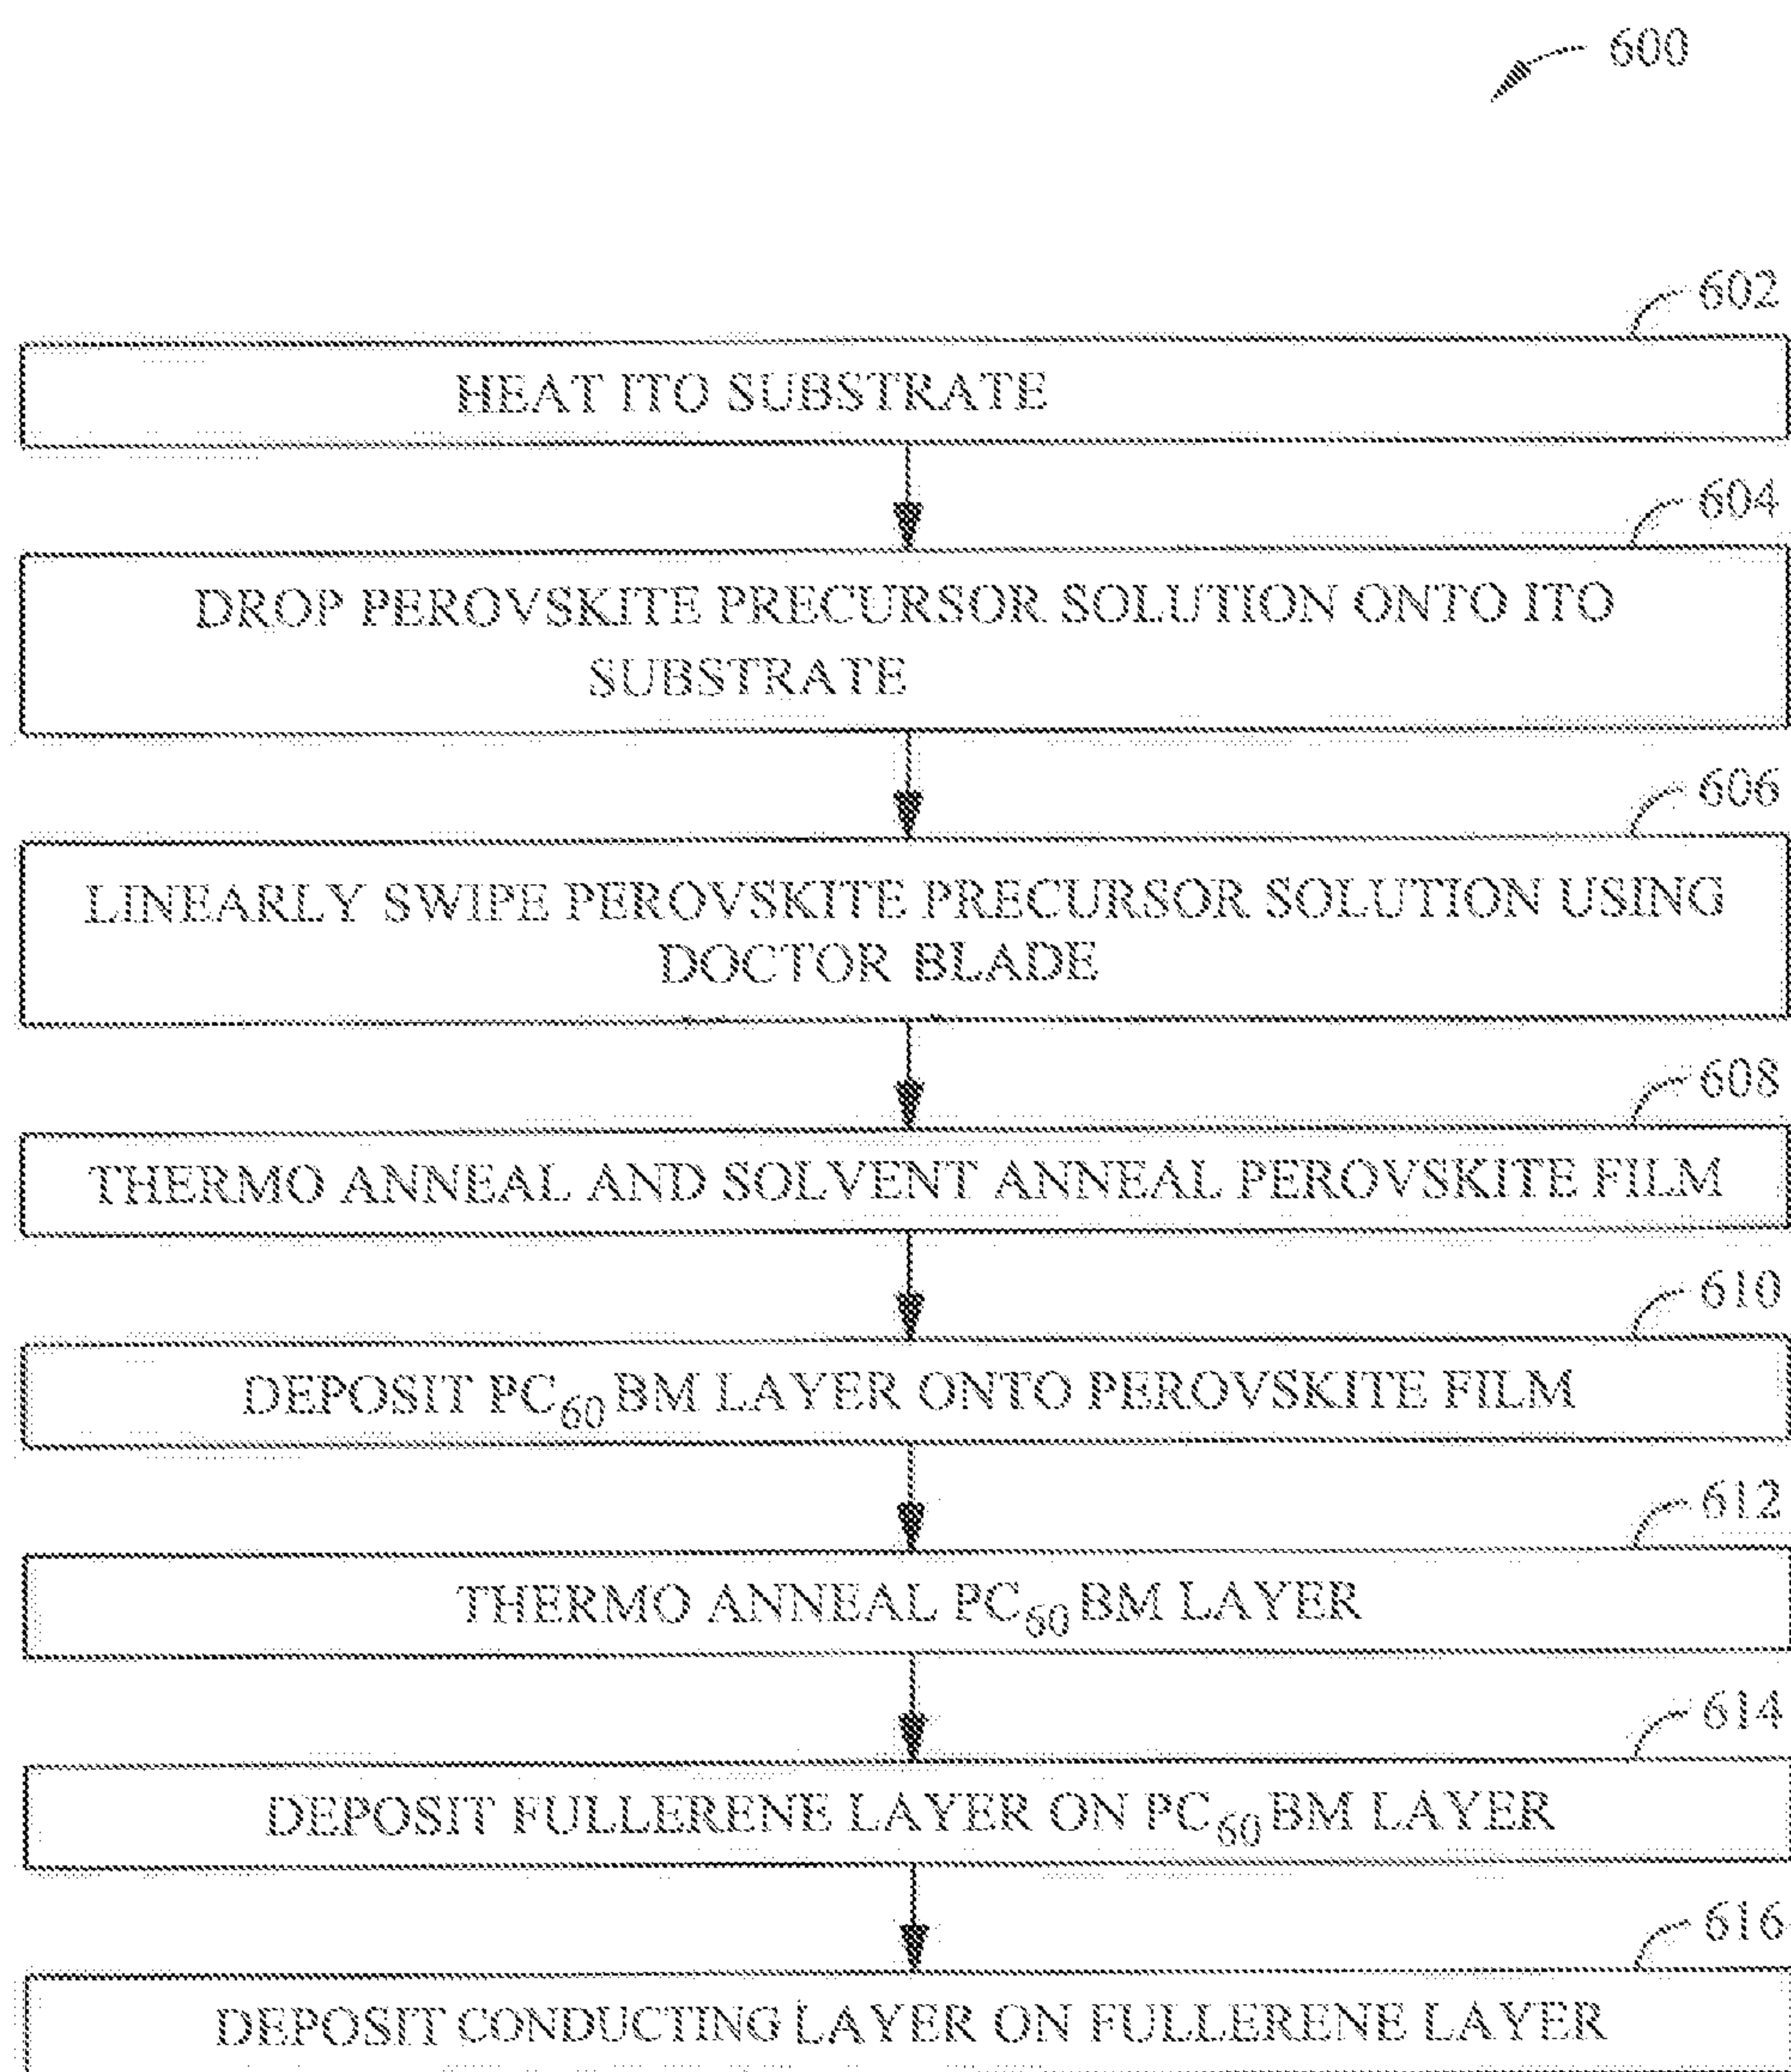 600
602
HEAT ITO SUBSTRATE
604
DROP PEROVSKITE PRECURSOR SOLUTION ONTO ITO
SUBSTRATE
606
LINEARLY SWIPE PEROVSKITE PRECURSOR SOLUTION USING
DOCTOR BLADE
608
THERMO ANNEAL AND SOLVENT ANNEAL PEROVSKITE FILM
610
DEPOSIT PC60BM LAYER ONTO PEROVSKITE FILM
612
THERMO ANNEAL PC60BM LAYER
614
DEPOSIT FULLERENE LAYER ON PC60BM LAYER
616
DEPOSIT CONDUCTING LAYER ON FULLERENE LAYER